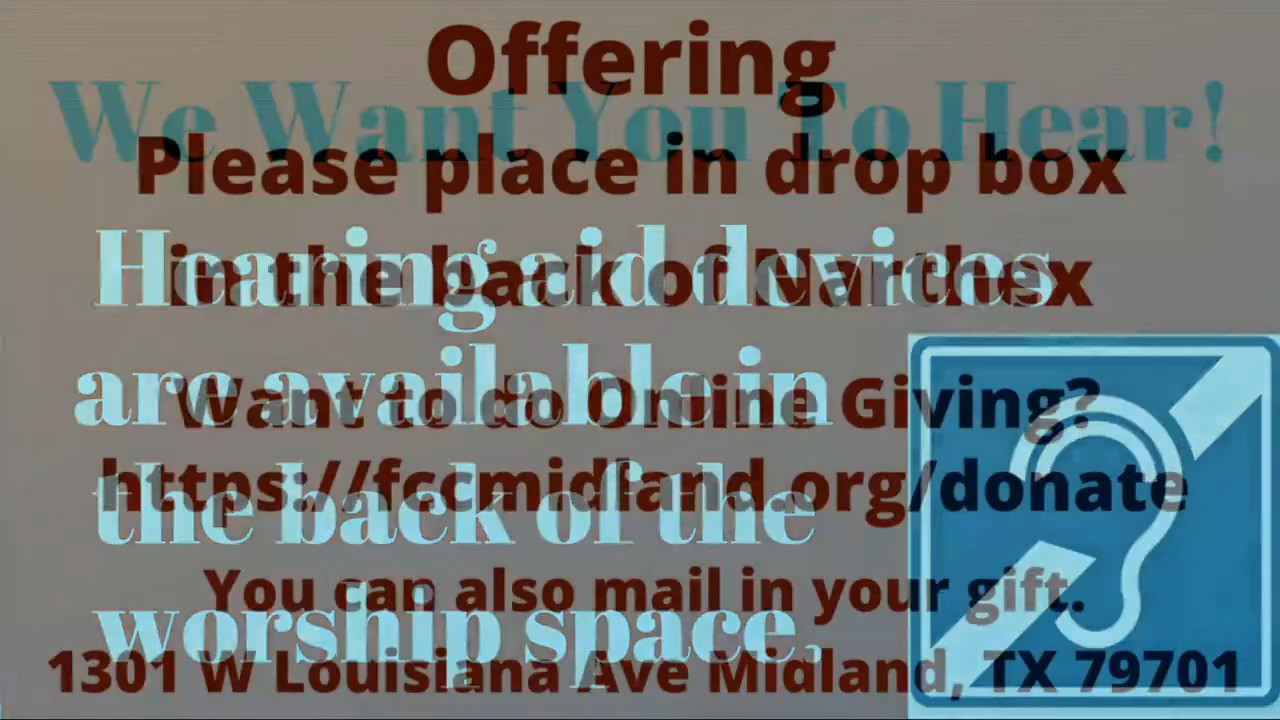 Offering
We Want You To Hear!
Please place in drop box
Hearing aid devices
in the back of Narthex
are available in
Want to do Online Giving?
the back of the
https://fccmidland.org/donate
You can also mail in your gift.
worship space.
1301 W Louisiana Ave Midland, TX 79701